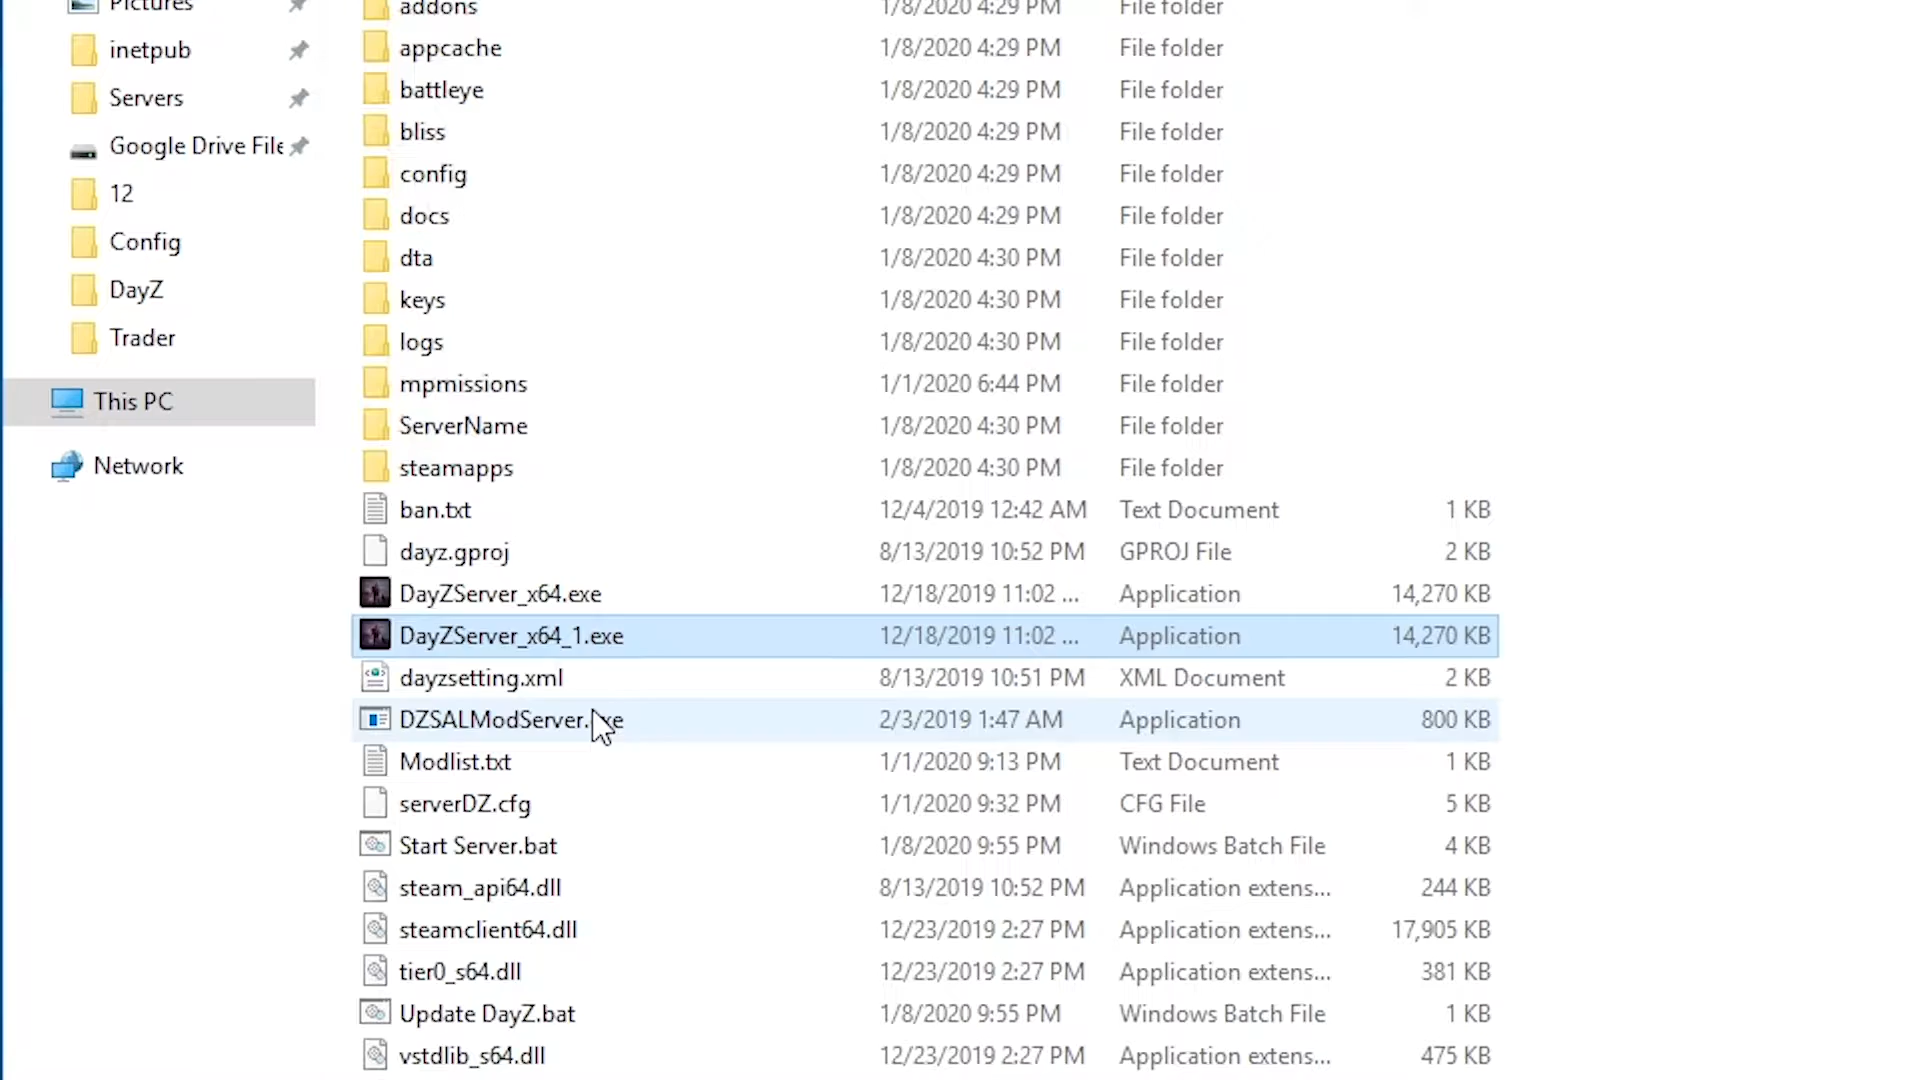 Pictures
inetpub
Servers
Google Drive File
12
Config
DayZ
Trader
This PC
Network
addons 1/8/2020 4:29 PM File folder
appcache 1/8/2020 4:29 PM File folder
battleye 1/8/2020 4:29 PM File folder
bliss 1/8/2020 4:29 PM File folder
config 1/8/2020 4:29 PM File folder
docs 1/8/2020 4:29 PM File folder
dta 1/8/2020 4:30 PM File folder
keys 1/8/2020 4:30 PM File folder
logs 1/8/2020 4:30 PM File folder
mpmissions 1/1/2020 6:44 PM File folder
ServerName 1/8/2020 4:30 PM File folder
steamapps 1/8/2020 4:30 PM File folder
ban.txt 12/4/2019 12:42 AM Text Document 1 KB
dayz.gproj 8/13/2019 10:52 PM GPROJ File 2 KB
DayZServer_x64.exe 12/18/2019 11:02 ... Application 14,270 KB
DayZServer_x64_1.exe 12/18/2019 11:02 ... Application 14,270 KB
dayzsetting.xml 8/13/2019 10:51 PM XML Document 2 KB
DZSALModServer.exe 2/3/2019 1:47 AM Application 800 KB
Modlist.txt 1/1/2020 9:13 PM Text Document 1 KB
serverDZ.cfg 1/1/2020 9:32 PM CFG File 5 KB
Start Server.bat 1/8/2020 9:55 PM Windows Batch File 4 KB
steam_api64.dll 8/13/2019 10:52 PM Application extens... 244 KB
steamclient64.dll 12/23/2019 2:27 PM Application extens... 17,905 KB
tier0_s64.dll 12/23/2019 2:27 PM Application extens... 381 KB
Update DayZ.bat 1/8/2020 9:55 PM Windows Batch File 1 KB
vstdlib_s64.dll 12/23/2019 2:27 PM Application extens... 475 KB